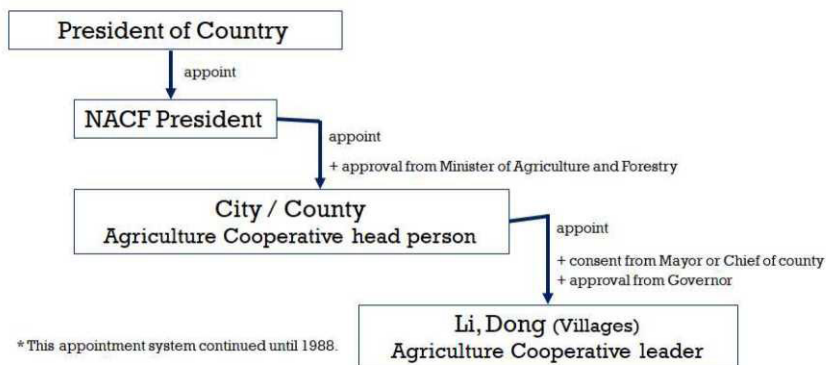 President of Country
appoint
NACF President
appoint
+ approval from Minister of Agriculture and Forestry
City / County
Agriculture Cooperative head person
appoint
+ consent from Mayor or Chief of county
+ approval from Governor
Li, Dong (Villages)
Agriculture Cooperative leader
* This appointment system continued until 1988.